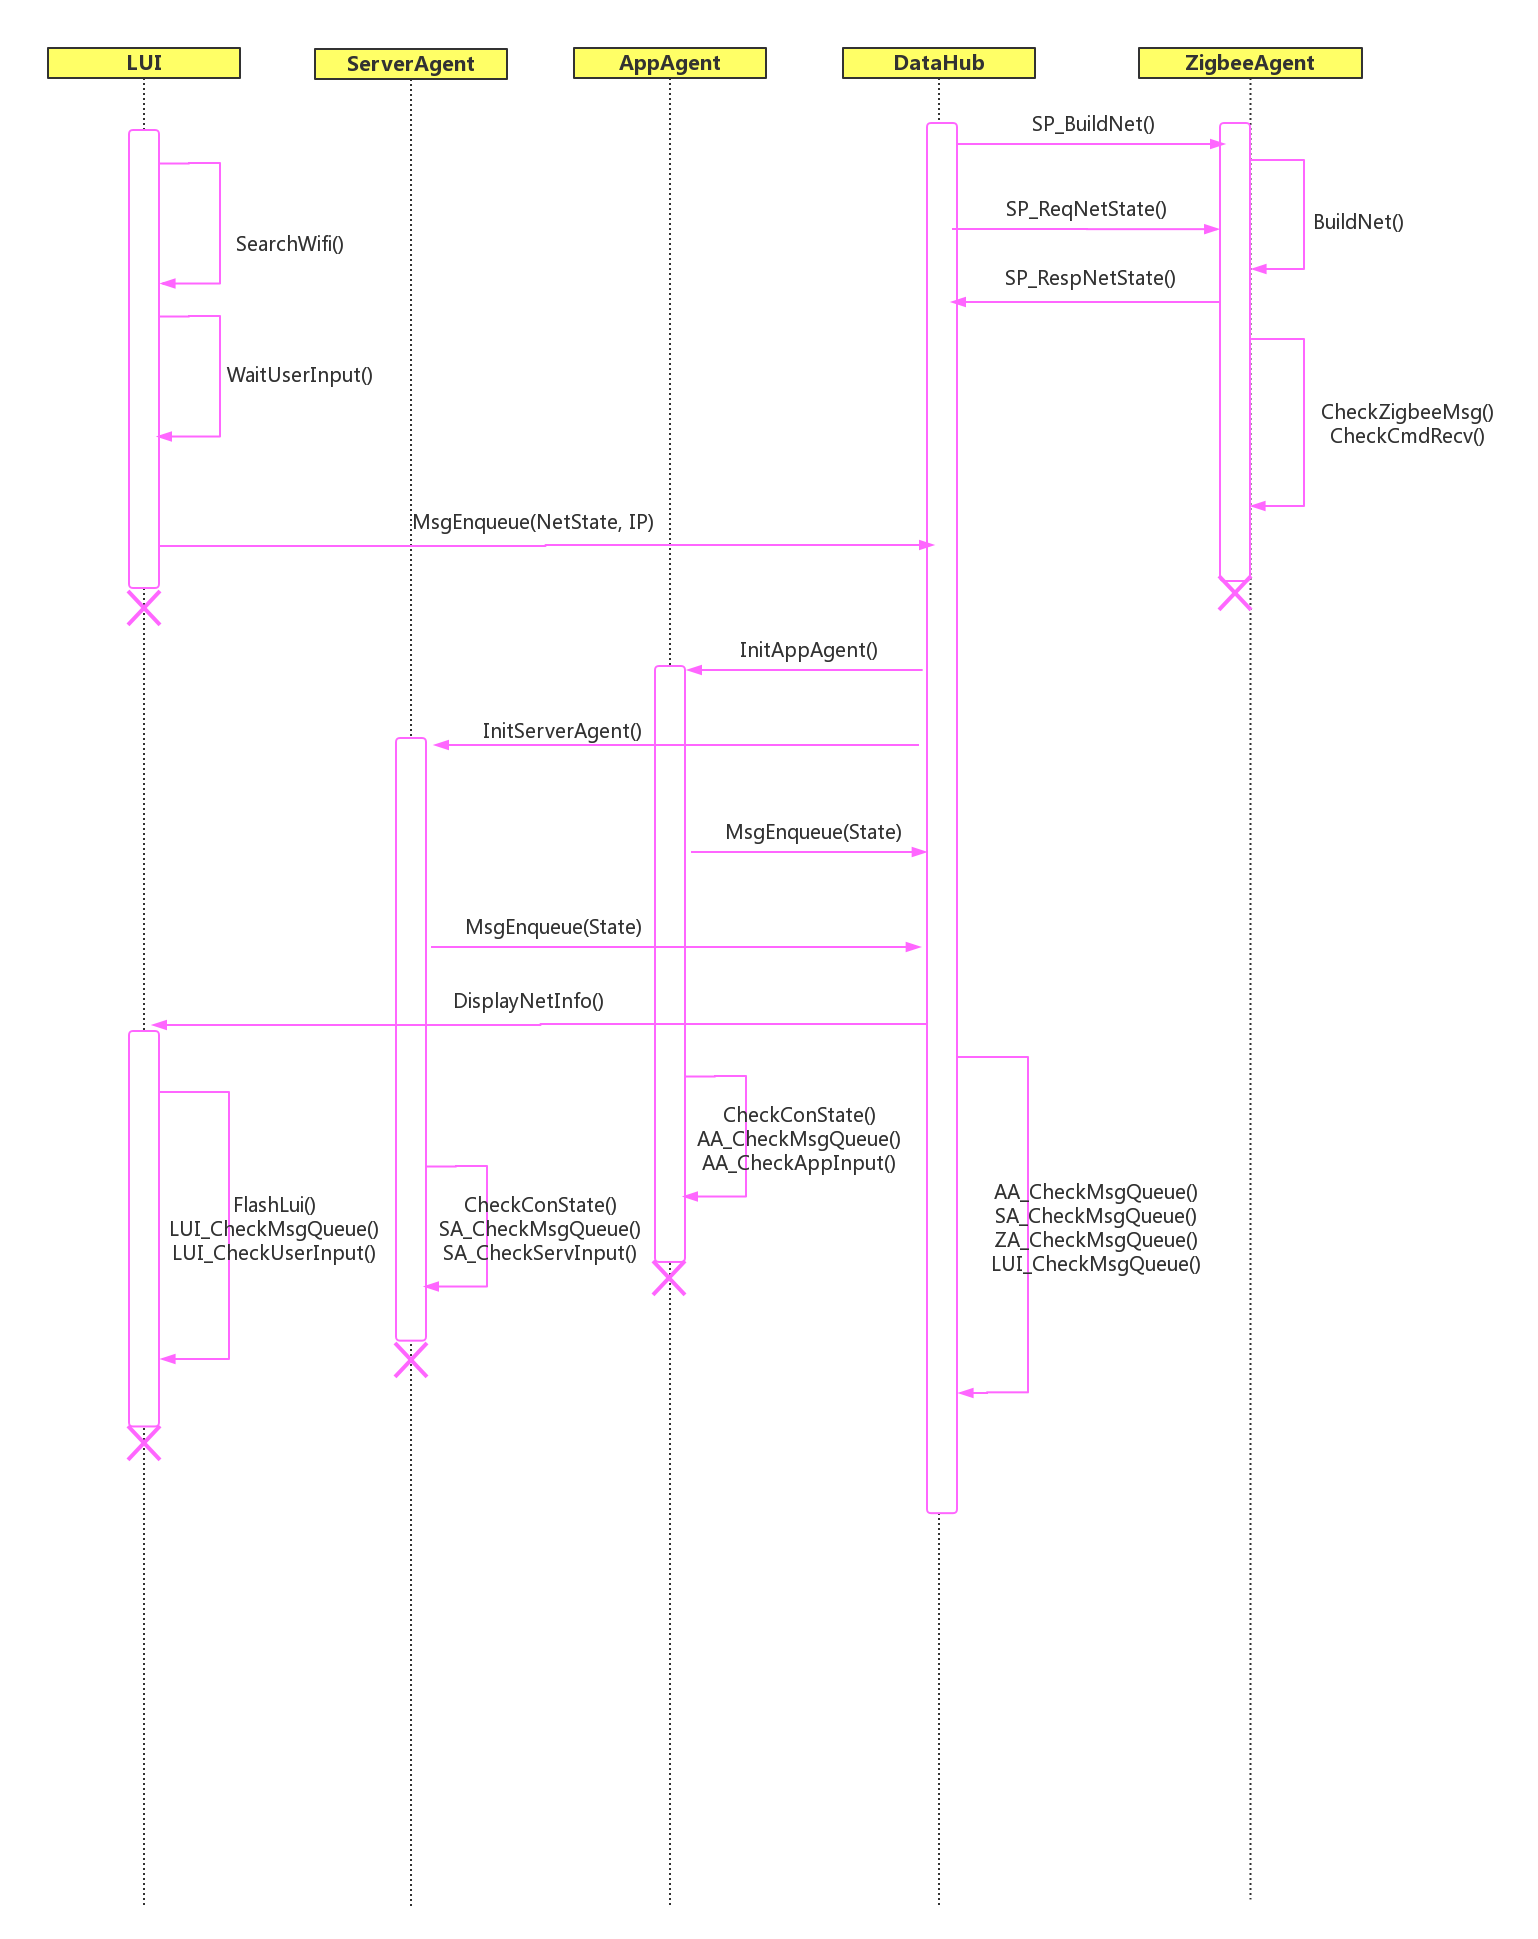 LUI
ServerAgent
AppAgent
DataHub
ZigbeeAgent
SP_BuildNet()
SP_ReqNetState()
BuildNet()
SearchWifi()
SP_RespNetState()
WaitUserInput()
CheckZigbeeMsg()
CheckCmdRecv()
MsgEnqueue(NetState, IP)
InitAppAgent()
InitServerAgent()
MsgEnqueue(State)
MsgEnqueue(State)
DisplayNetInfo()
CheckConState()
AA_CheckMsgQueue()
AA_CheckAppInput()
FlashLui()
LUI_CheckMsgQueue()
LUI_CheckUserInput()
CheckConState()
SA_CheckMsgQueue()
SA_CheckServInput()
AA_CheckMsgQueue()
SA_CheckMsgQueue()
ZA_CheckMsgQueue()
LUI_CheckMsgQueue()